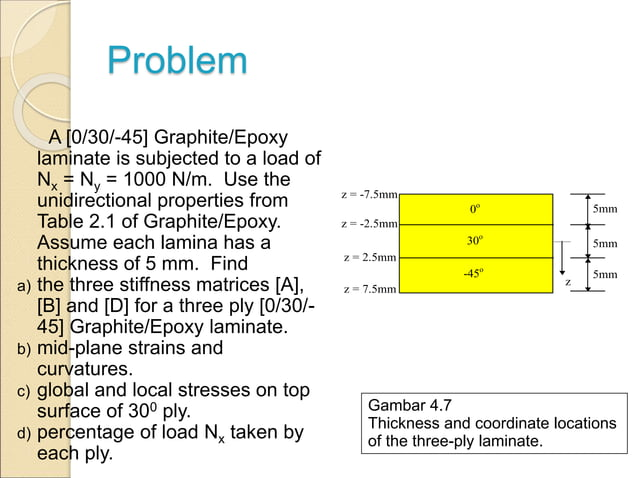 Problem
A [0/30/-45] Graphite/Epoxy
laminate is subjected to a load of
Nx = Ny = 1000 N/m. Use the
unidirectional properties from
Table 2.1 of Graphite/Epoxy.
Assume each lamina has a
thickness of 5 mm. Find
a) the three stiffness matrices [A],
[B] and [D] for a three ply [0/30/-
45] Graphite/Epoxy laminate.
b) mid-plane strains and
curvatures.
c) global and local stresses on top
surface of 30⁰ ply.
d) percentage of load Nx taken by
each ply.
z = -7.5mm
0º
5mm
z = -2.5mm
30º
5mm
z = 2.5mm
-45º
5mm
z
z = 7.5mm
Gambar 4.7
Thickness and coordinate locations
of the three-ply laminate.